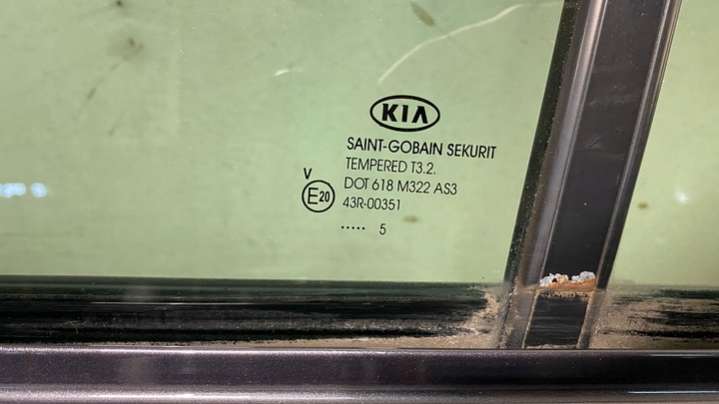 KIA
SAINT-GOBAIN SEKURIT
TEMPERED T3.2.
V
DOT 618 M322 AS3
E20
43R-00351
..... 5